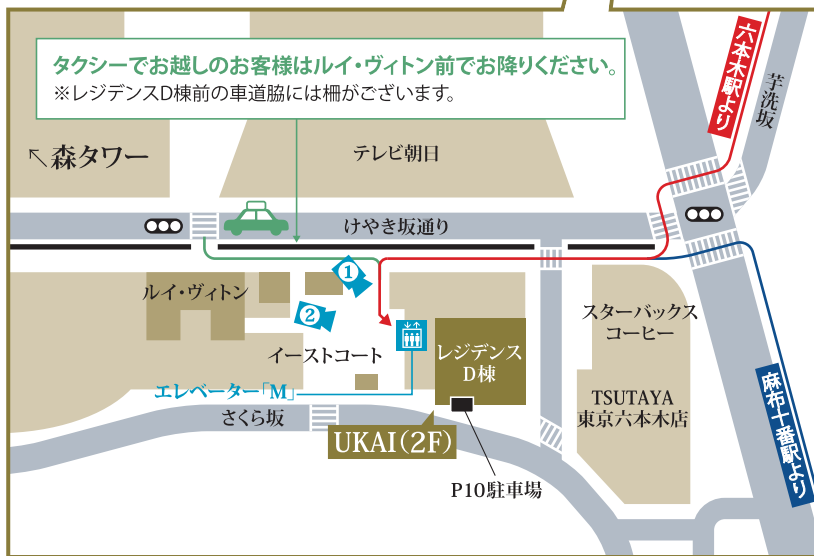 タクシーでお越しのお客様はルイ・ヴィトン前でお降りください。
※レジデンスD棟前の車道脇には柵がございます。
六本木駅より
芋洗坂
↖森タワー
テレビ朝日
けやき坂通り
1
ルイ・ヴィトン
2
スターバックス
コーヒー
イーストコート
レジデンス
D棟
エレベーター「M」
TSUTAYA
東京六本木店
さくら坂
麻布十番駅より
UKAI(2F)
P10駐車場